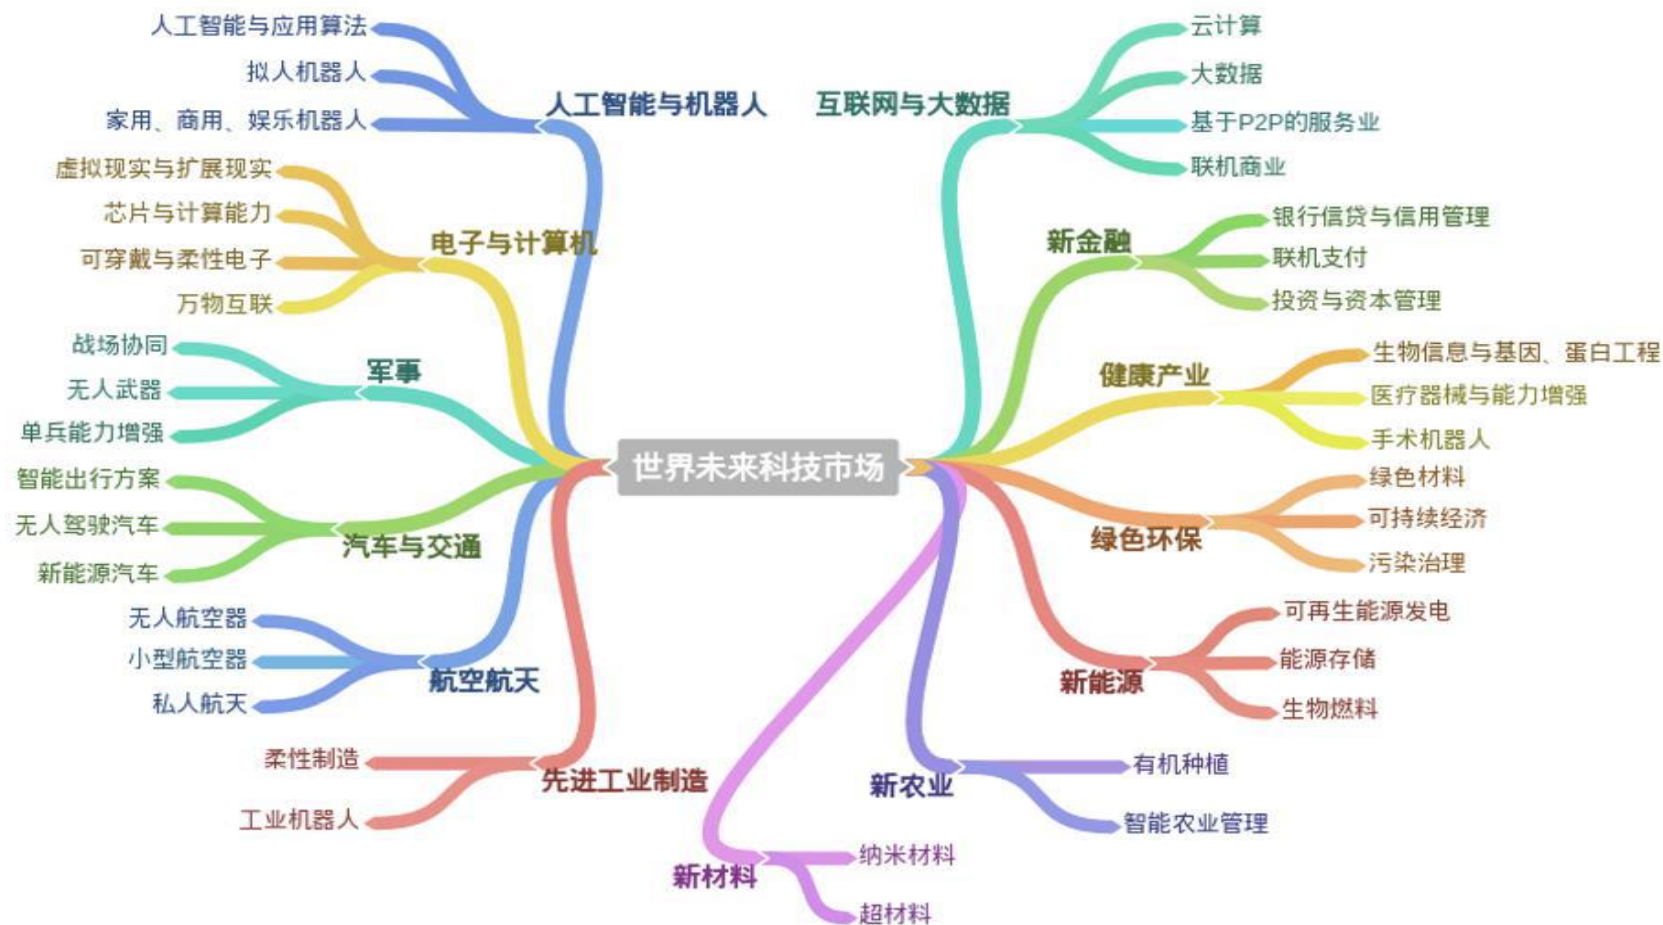 世界未来科技市场
人工智能与机器人
人工智能与应用算法
拟人机器人
家用、商用、娱乐机器人
电子与计算机
虚拟现实与扩展现实
芯片与计算能力
可穿戴与柔性电子
万物互联
军事
战场协同
无人武器
单兵能力增强
汽车与交通
智能出行方案
无人驾驶汽车
新能源汽车
航空航天
无人航空器
小型航空器
私人航天
先进工业制造
柔性制造
工业机器人
互联网与大数据
云计算
大数据
基于P2P的服务业
联机商业
新金融
银行信贷与信用管理
联机支付
投资与资本管理
健康产业
生物信息与基因、蛋白工程
医疗器械与能力增强
手术机器人
绿色环保
绿色材料
可持续经济
污染治理
新能源
可再生能源发电
能源存储
生物燃料
新农业
有机种植
智能农业管理
新材料
纳米材料
超材料